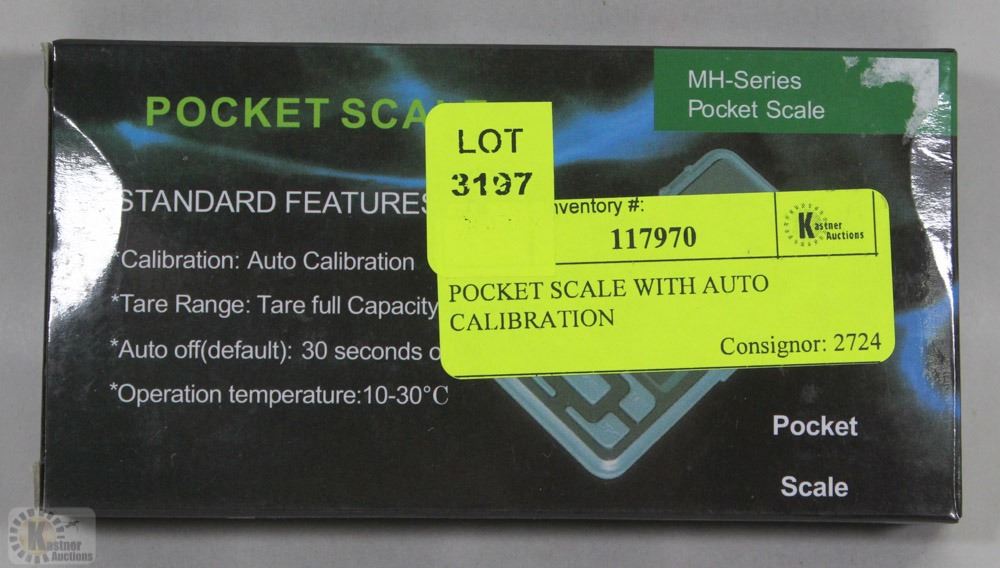 MH-Series
Pocket Scale
POCKET
LOT
3197
STANDARD FEATURES
Inventory #:
117970
Kastner
Auctions
*Calibration: Auto Calibration
*Tare Range: Tare full Capacity
*Auto off(default): 30 seconds
*Operation temperature:10-30°C
POCKET SCALE WITH AUTO
CALIBRATION
Consignor: 2724
Pocket
Scale
Kastner
Auctions